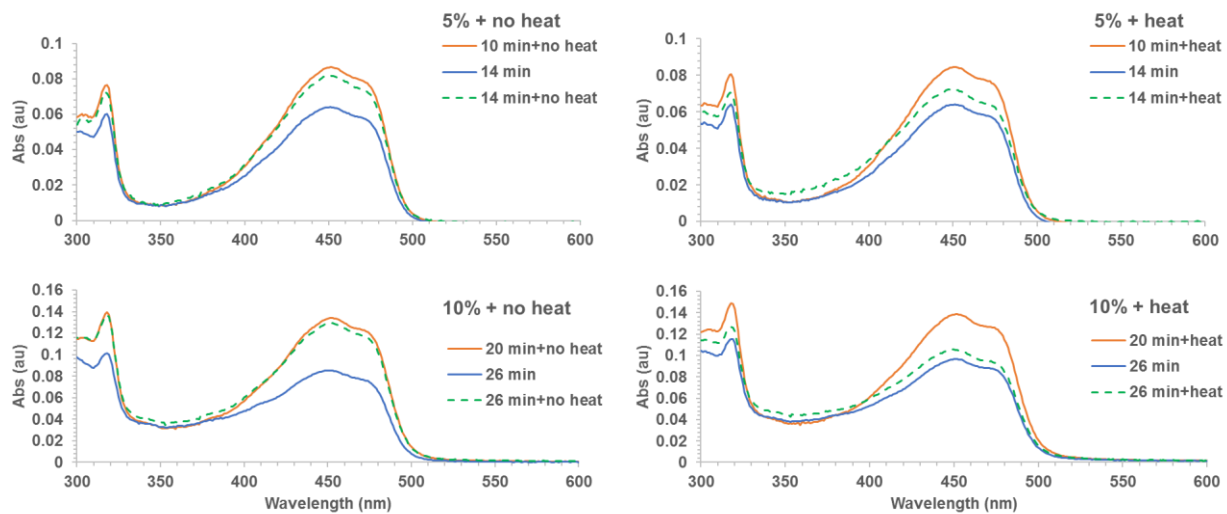 5% + no heat
10 min+no heat
14 min
14 min+no heat
Abs (au)
0.1
0.08
0.06
0.04
0.02
0
300 350 400 450 500 550 600
5% + heat
10 min+heat
14 min
14 min+heat
Abs (au)
0.1
0.08
0.06
0.04
0.02
0
300 350 400 450 500 550 600
10% + no heat
20 min+no heat
26 min
26 min+no heat
Abs (au)
0.16
0.14
0.12
0.1
0.08
0.06
0.04
0.02
0
300 350 400 450 500 550 600
Wavelength (nm)
10% + heat
20 min+heat
26 min
26 min+heat
Abs (au)
0.16
0.14
0.12
0.1
0.08
0.06
0.04
0.02
0
300 350 400 450 500 550 600
Wavelength (nm)